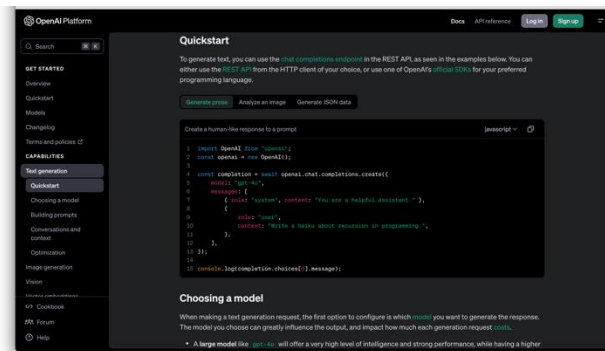 OpenAI Platform
Docs API reference Log in Sign up
Search K
GET STARTED
Overview
Quickstart
Models
Changelog
Terms and policies
CAPABILITIES
Text generation
Quickstart
Choosing a model
Building prompts
Conversations and
context
Optimization
Image generation
Vision
Cookbook
Forum
Help
Quickstart
To generate text, you can use the chat completions endpoint in the REST API, as seen in the examples below. You can
either use the REST API from the HTTP client of your choice, or use one of OpenAI's official SDKs for your preferred
programming language.
Generate prose Analyze an image Generate JSON data
Create a human-like response to a prompt javascript
1 import OpenAI from "openai";
2 const openai = new OpenAI();
3
4 const completion = await openai.chat.completions.create({
5 model: "gpt-4o",
6 messages: [
7 { role: "system", content: "You are a helpful assistant." },
8 {
9 role: "user",
10 content: "Write a haiku about recursion in programming.",
11 },
12 ],
13 });
14
15 console.log(completion.choices[0].message);
Choosing a model
When making a text generation request, the first option to configure is which model you want to generate the response.
The model you choose can greatly influence the output, and impact how much each generation request costs.
• A large model like gpt-4o will offer a very high level of intelligence and strong performance, while having a higher